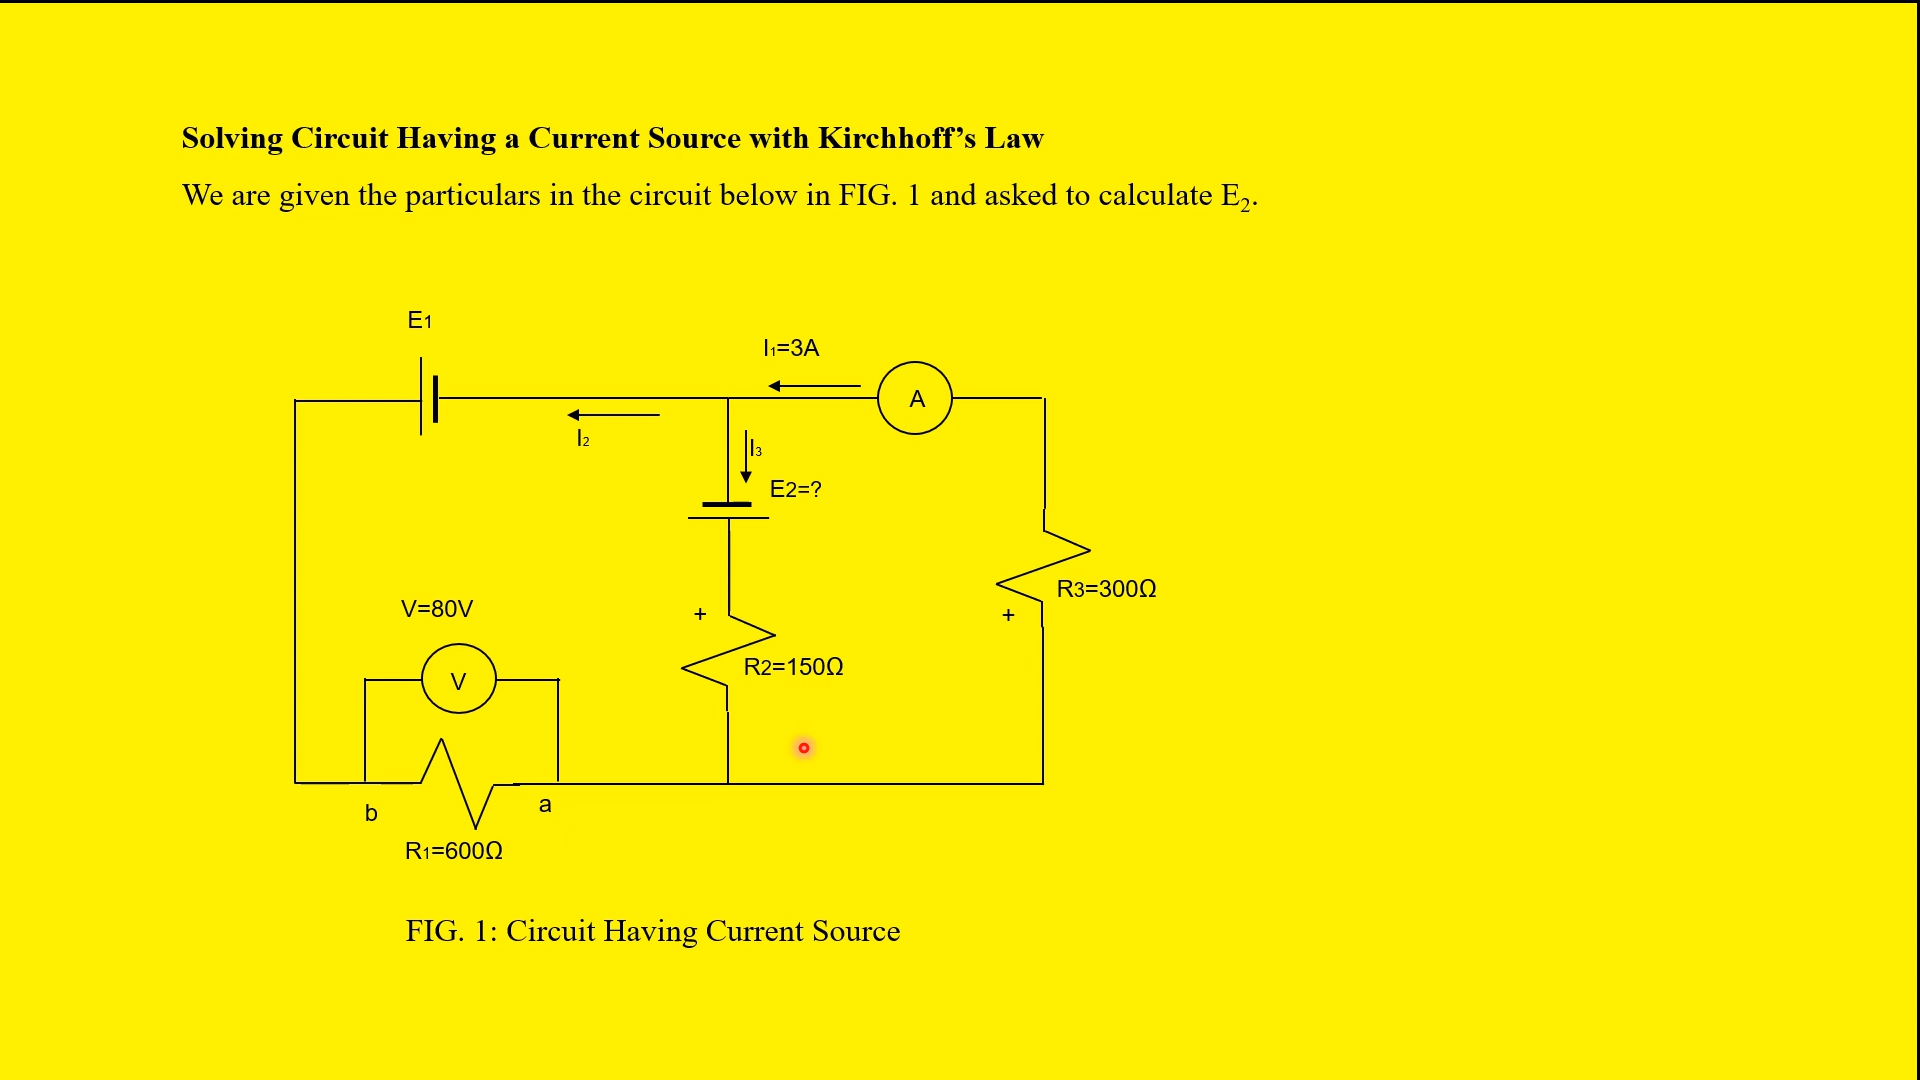 Solving Circuit Having a Current Source with Kirchhoff’s Law
We are given the particulars in the circuit below in FIG. 1 and asked to calculate E₂.
E1
I₁=3A
A
I2
I3
E2=?
R3=300Ω
V=80V
+
+
R2=150Ω
V
b
a
R1=600Ω
FIG. 1: Circuit Having Current Source